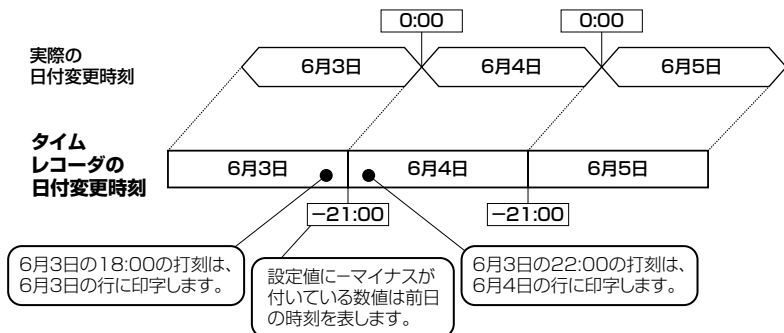 0:00
0:00
実際の
日付変更時刻
6月3日
6月4日
6月5日
タイム
レコーダの
日付変更時刻
6月3日
6月4日
6月5日
−21:00
−21:00
6月3日の18:00の打刻は、
6月3日の行に印字します。
設定値に−マイナスが
付いている数値は前日
の時刻を表します。
6月3日の22:00の打刻は、
6月4日の行に印字します。